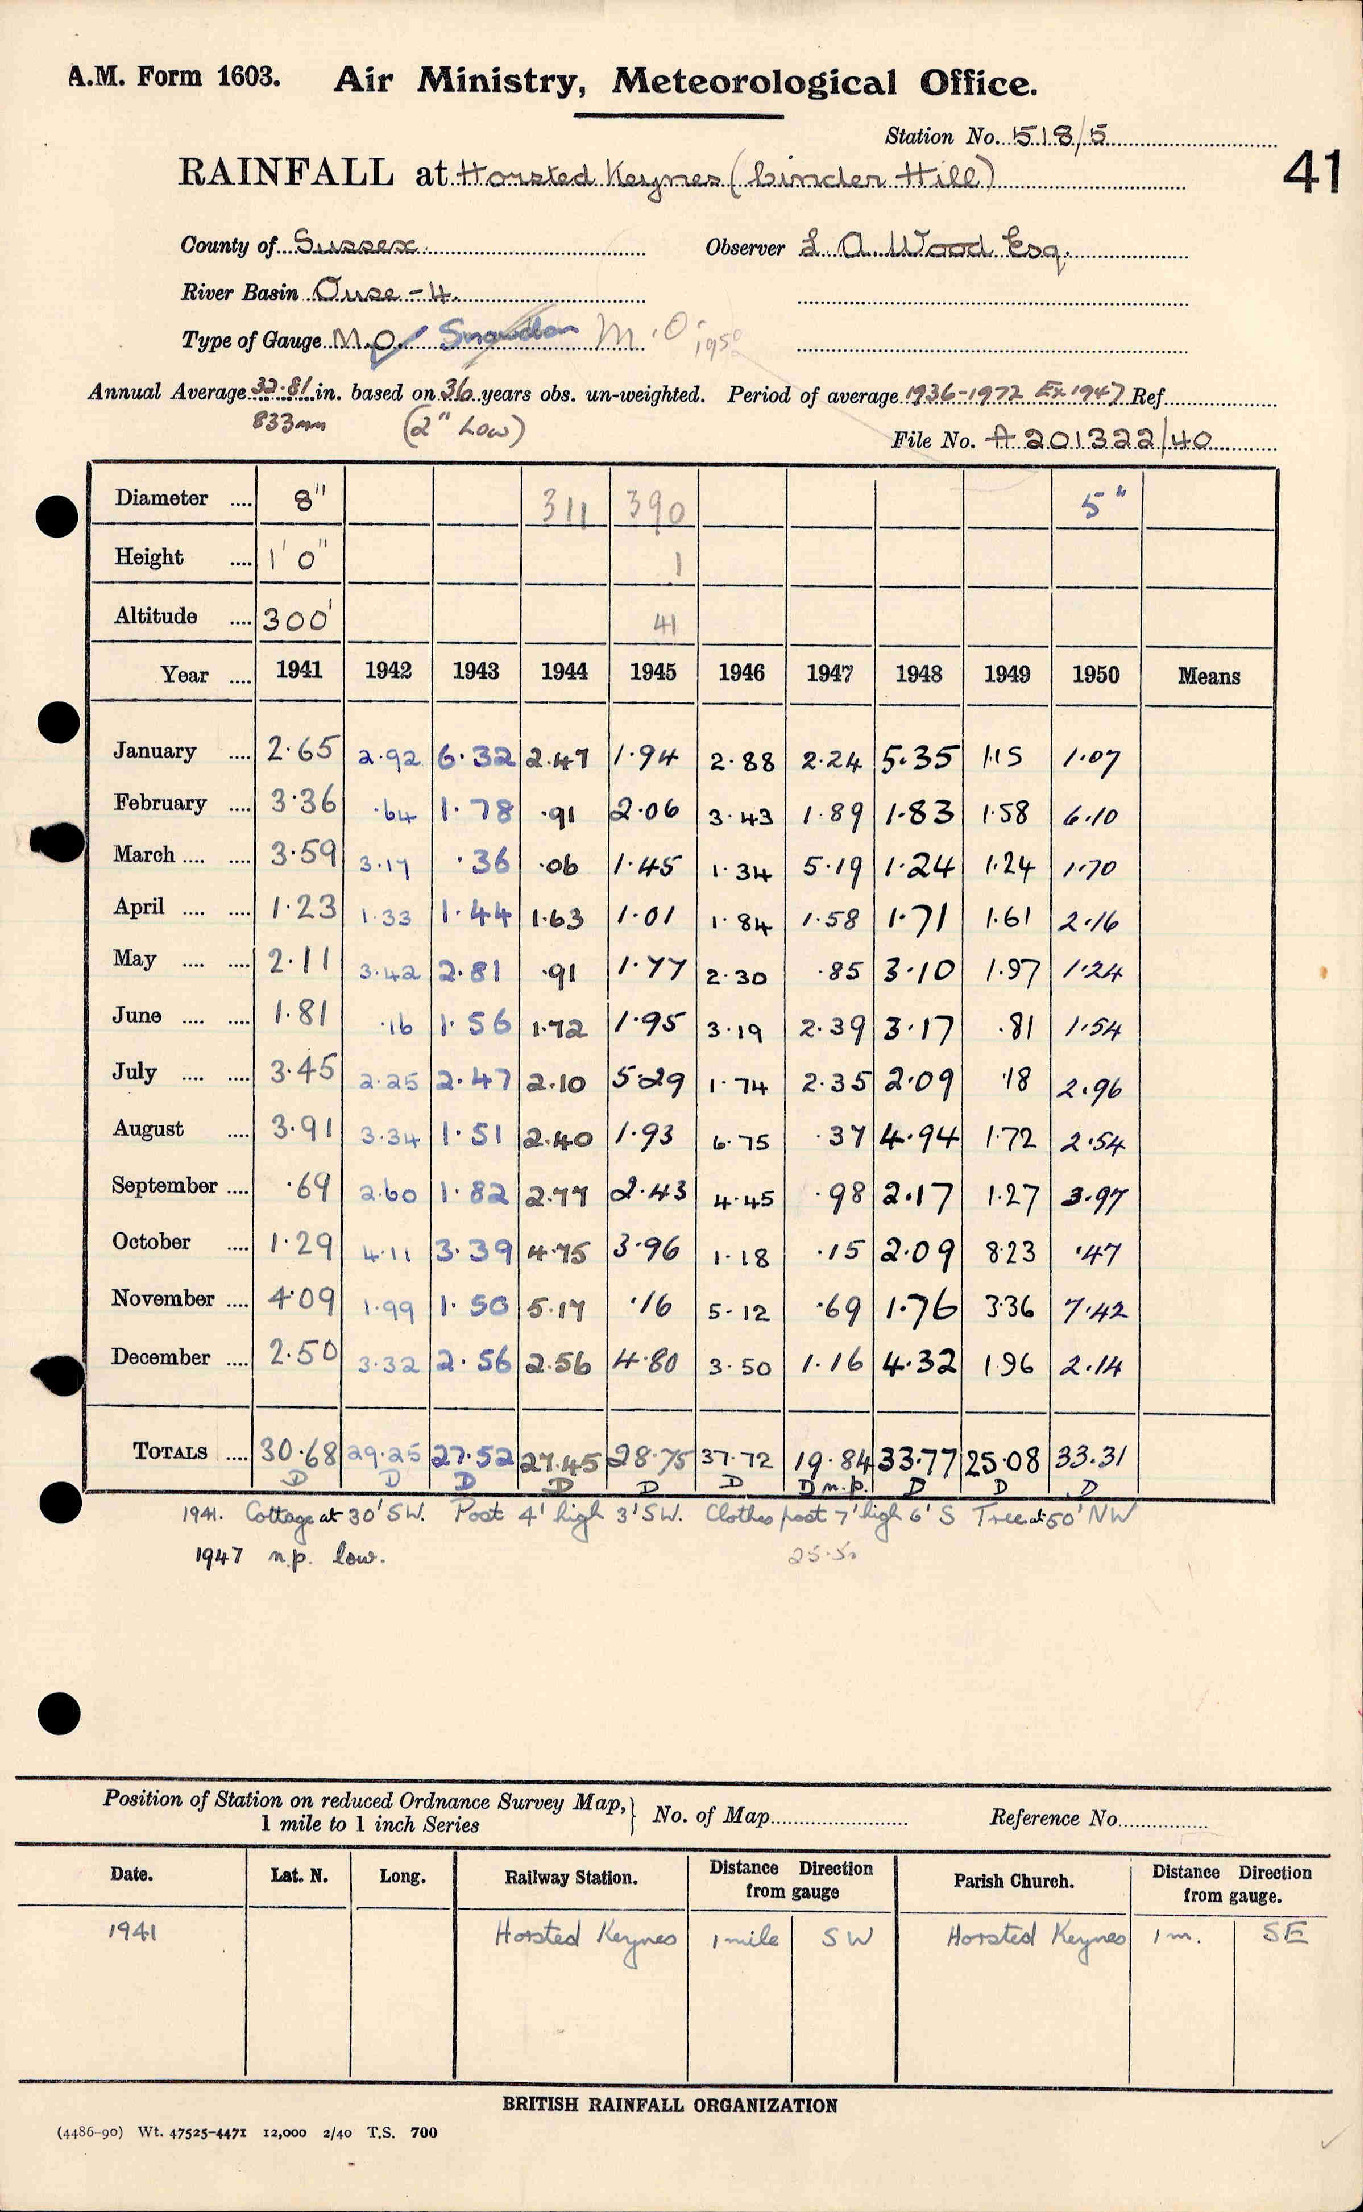 A.M. Form 1603. Air Ministry, Meteorological Office.
Station No. 518/5
RAINFALL at Horsted Keynes (Cinder Hill) 41
County of Sussex. Observer L. A. Wood Esq.
River Basin Ouse - 4.
Type of Gauge M.O. Snowdon M.O. 1950
Annual Average 32.81 in. based on 36 years obs. un-weighted. Period of average 1936-1972 Ex 1947 Ref.
833mm (2" Low)
File No. A 201322/40
Diameter .... 8" 311 390 5"
Height .... 1' 0" 1
Altitude .... 300' 41
Year .... 1941 1942 1943 1944 1945 1946 1947 1948 1949 1950 Means
January .... 2.65 2.92 6.32 2.47 1.94 2.88 2.24 5.35 1.15 1.07
February .... 3.36 .64 1.78 .91 2.06 3.43 1.89 1.83 1.58 6.10
March .... .... 3.59 3.17 .36 .06 1.45 1.34 5.19 1.24 1.24 1.70
April .... .... 1.23 1.33 1.44 1.63 1.01 1.84 1.58 1.71 1.61 2.16
May .... .... 2.11 3.42 2.81 .91 1.77 2.30 .85 3.10 1.97 1.24
June .... .... 1.81 .16 1.56 1.72 1.95 3.19 2.39 3.17 .81 1.54
July .... .... 3.45 2.25 2.47 2.10 5.29 1.74 2.35 2.09 .18 2.96
August .... 3.91 3.34 1.51 2.40 1.93 6.75 .37 4.94 1.72 2.54
September .... .69 2.60 1.82 2.77 2.43 4.45 .98 2.17 1.27 3.97
October .... 1.29 4.11 3.39 4.75 3.96 1.18 .15 2.09 8.23 .47
November .... 4.09 1.99 1.50 5.17 .16 5.12 .69 1.76 3.36 7.42
December .... 2.50 3.32 2.56 2.56 4.80 3.50 1.16 4.32 1.96 2.14
TOTALS .... 30.68 29.25 27.52 27.45 28.75 37.72 19.84 33.77 25.08 33.31
D D D D D D D n.p. D D D
1941. Cottage at 30' SW. Post 4' high 3' SW. Clothes post 7' high 6' S Tree at 50' NW
1947 n.p. low.
Position of Station on reduced Ordnance Survey Map, 1 mile to 1 inch Series } No. of Map Reference No.
Date. Lat. N. Long. Railway Station. Distance Direction from gauge Parish Church. Distance Direction from gauge.
1941 Horsted Keynes 1 mile SW Horsted Keynes 1 m. SE
BRITISH RAINFALL ORGANIZATION
(4486-90) Wt. 47525-4471 12,000 2/40 T.S. 700